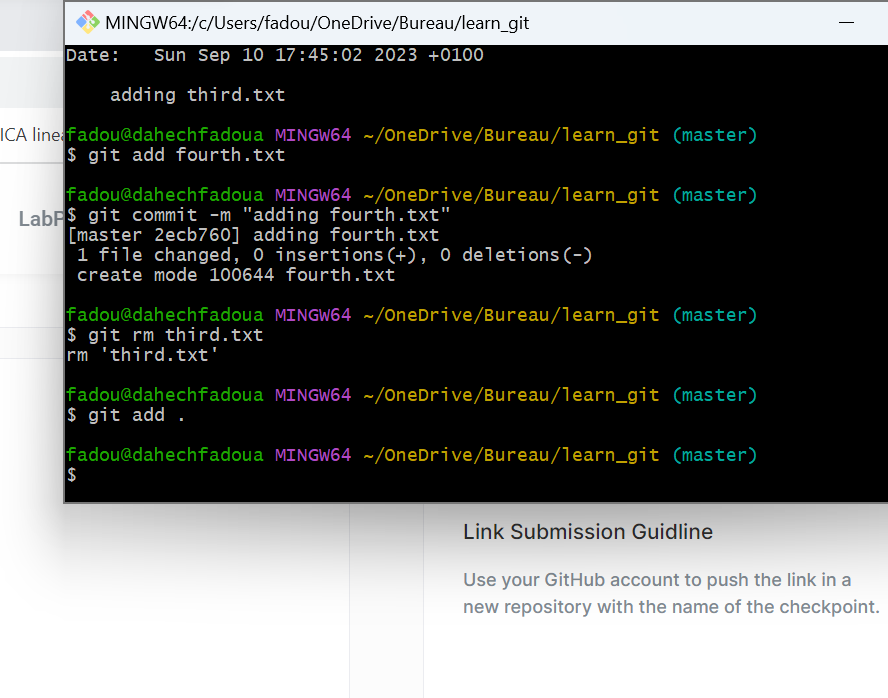 MINGW64:/c/Users/fadou/OneDrive/Bureau/learn_git
Date:   Sun Sep 10 17:45:02 2023 +0100
    adding third.txt
ICA linea
fadou@dahechfadoua MINGW64 ~/OneDrive/Bureau/learn_git (master)
$ git add fourth.txt
fadou@dahechfadoua MINGW64 ~/OneDrive/Bureau/learn_git (master)
LabP
$ git commit -m "adding fourth.txt"
[master 2ecb760] adding fourth.txt
 1 file changed, 0 insertions(+), 0 deletions(-)
 create mode 100644 fourth.txt
fadou@dahechfadoua MINGW64 ~/OneDrive/Bureau/learn_git (master)
$ git rm third.txt
rm 'third.txt'
fadou@dahechfadoua MINGW64 ~/OneDrive/Bureau/learn_git (master)
$ git add .
fadou@dahechfadoua MINGW64 ~/OneDrive/Bureau/learn_git (master)
$
Link Submission Guidline
Use your GitHub account to push the link in a
new repository with the name of the checkpoint.